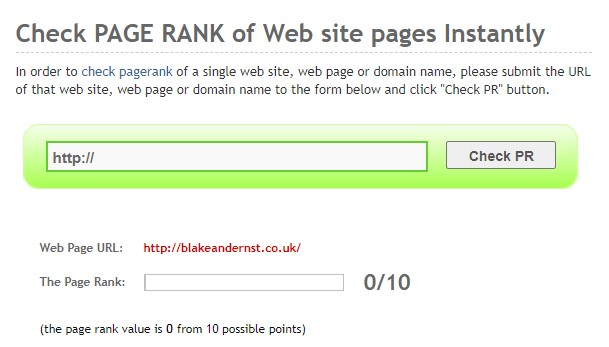 Check PAGE RANK of Web site pages Instantly
In order to check pagerank of a single web site, web page or domain name, please submit the URL
of that web site, web page or domain name to the form below and click "Check PR" button.
http:// Check PR
Web Page URL: http://blakeandernst.co.uk/
The Page Rank: 0/10
(the page rank value is 0 from 10 possible points)